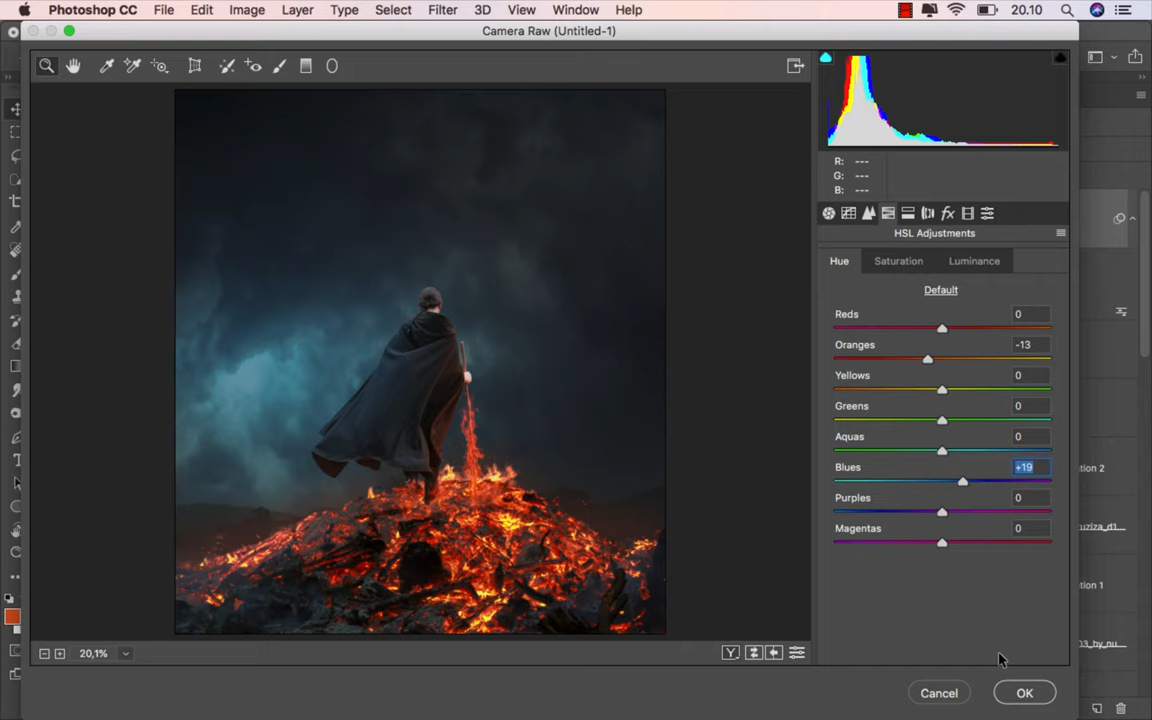 Photoshop CC File Edit Image Layer Type Select Filter 3D View Window Help 20.10
Camera Raw (Untitled-1)
R: ---
G: ---
B: ---
HSL Adjustments
Hue Saturation Luminance
Default
Reds 0
Oranges -13
Yellows 0
Greens 0
Aquas 0
Blues +19
tion 2
Purples 0
Magentas 0
uziza_d1...
tion 1
03_by_nu...
20,1%
Cancel OK